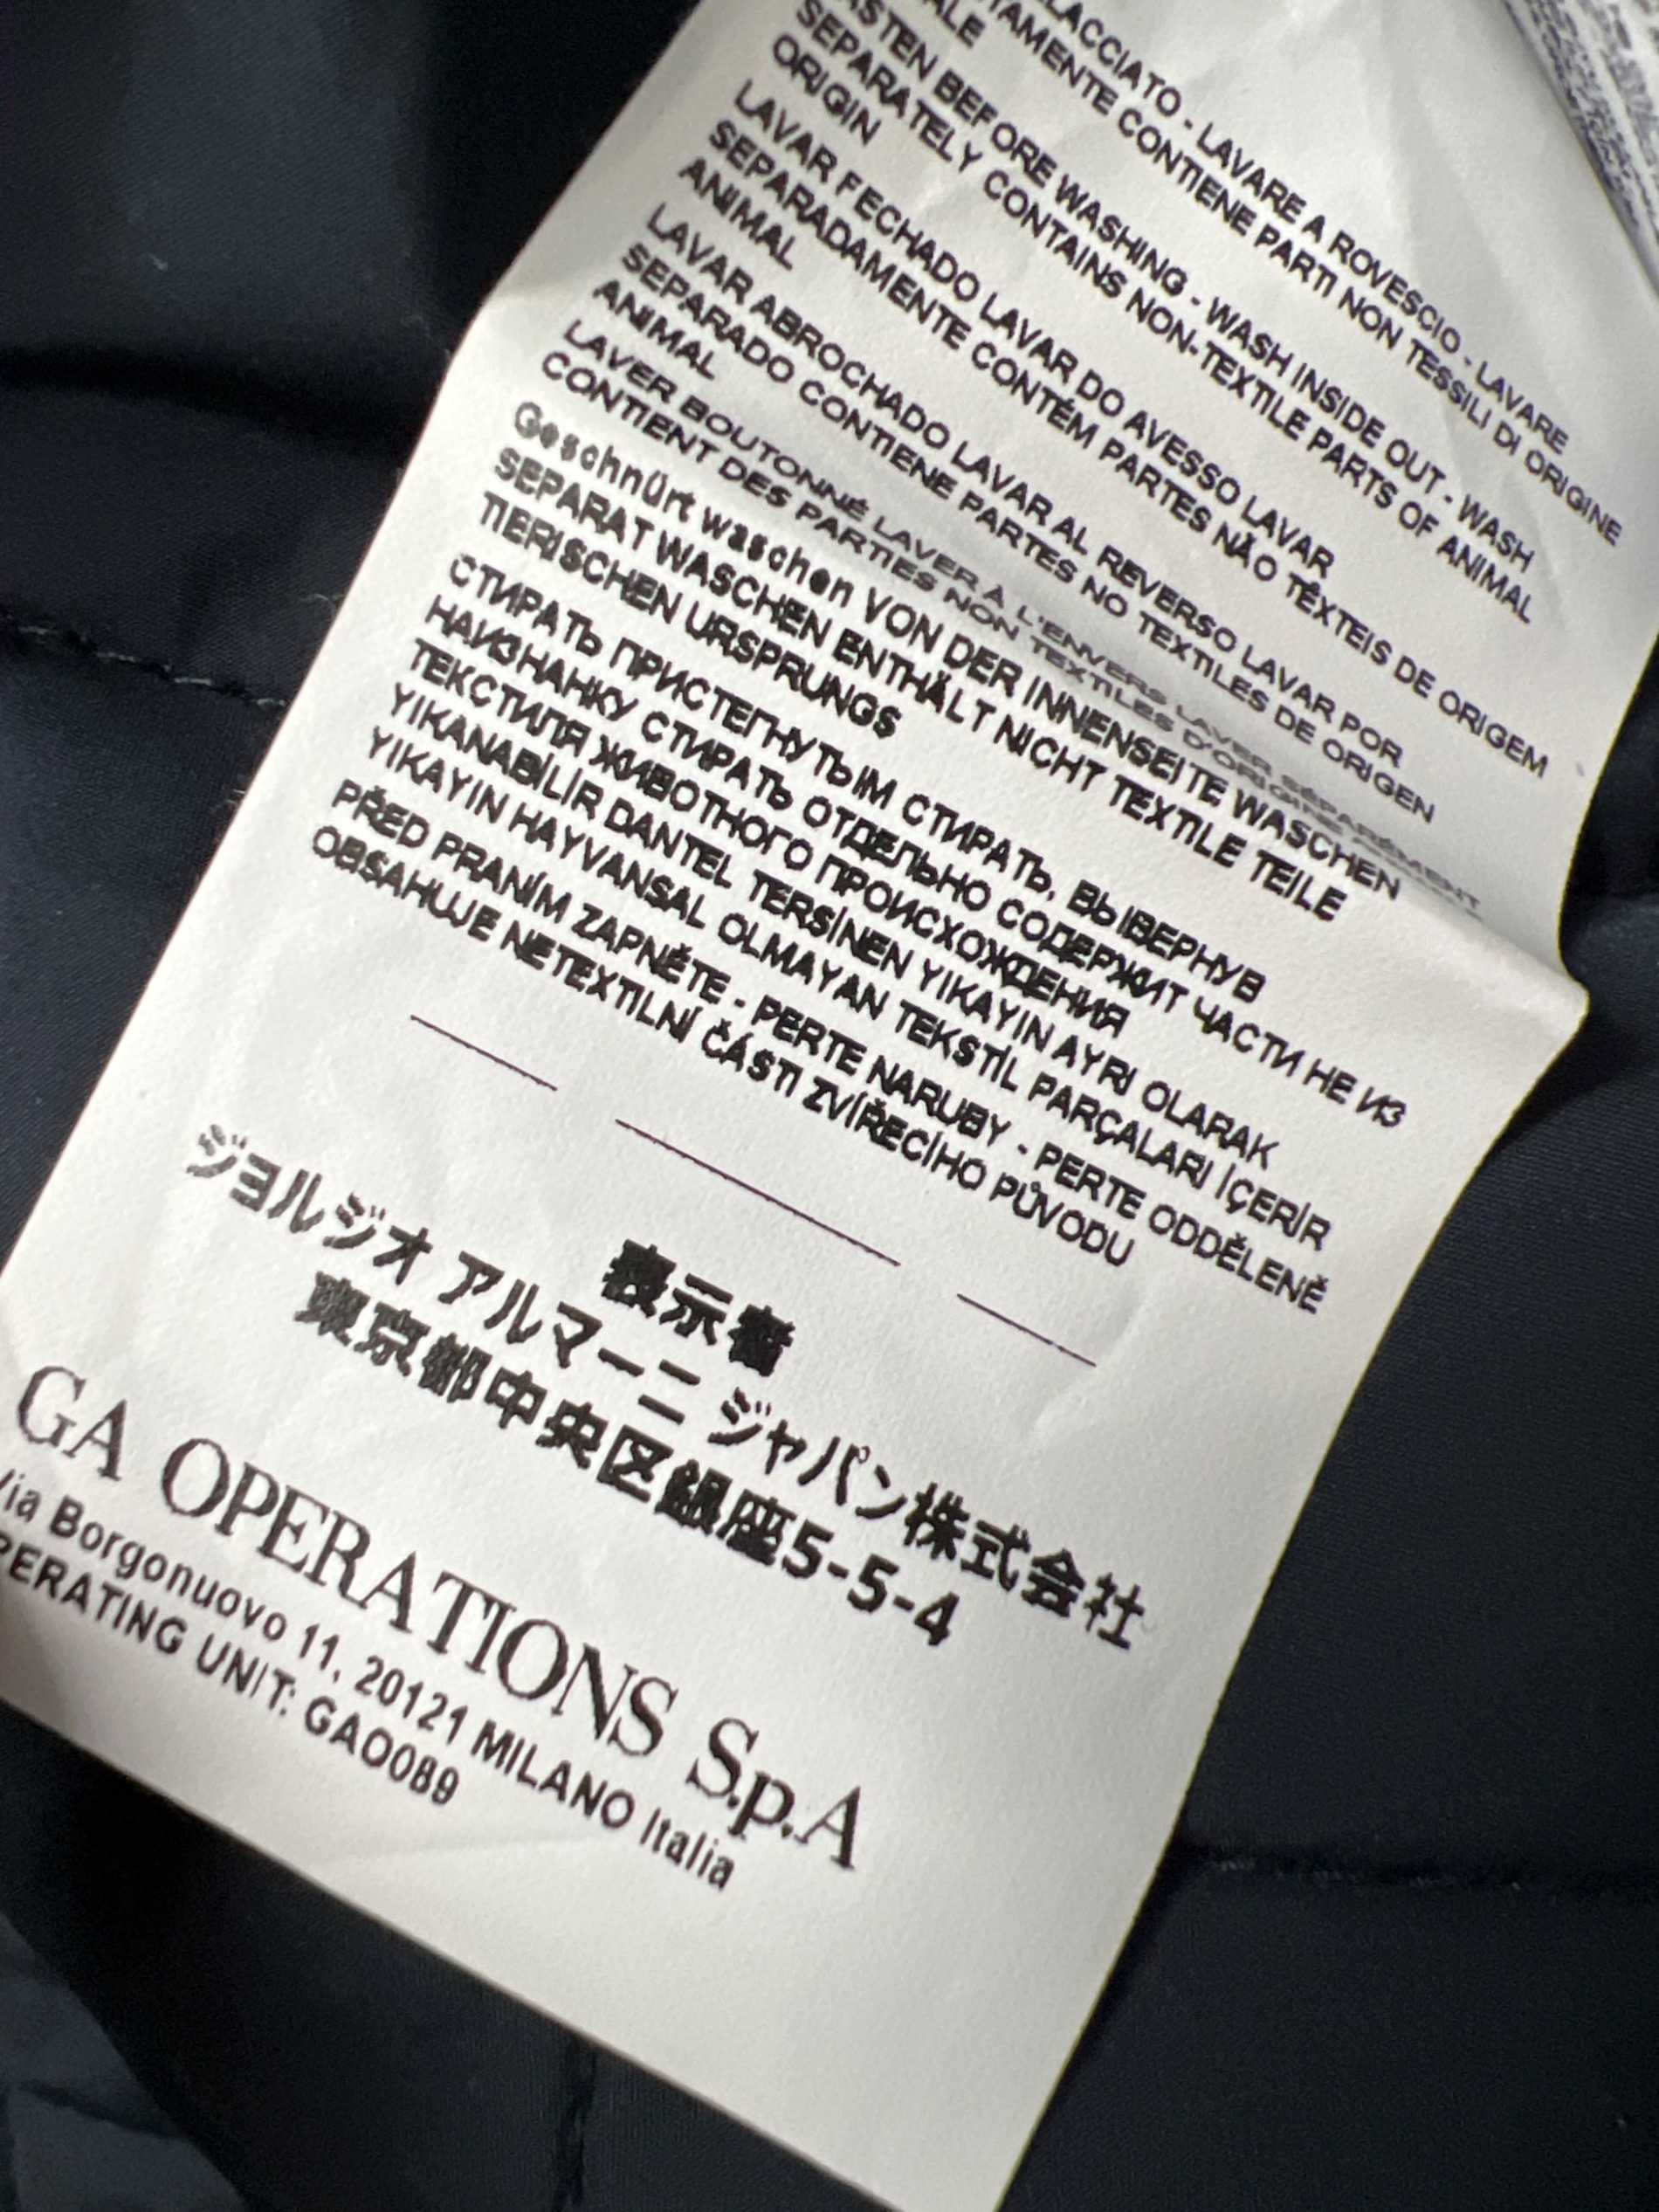 LACCIATO - LAVARE A ROVESCIO - LAVARE
TAMENTE CONTIENE PARTI NON TESSILI DI ORIGINE
ALE
ASTEN BEFORE WASHING - WASH INSIDE OUT - WASH
SEPARATELY CONTAINS NON-TEXTILE PARTS OF ANIMAL
ORIGIN
LAVAR FECHADO LAVAR DO AVESSO LAVAR
SEPARADAMENTE CONTÉM PARTES NÃO TÊXTEIS DE ORIGEM
ANIMAL
LAVAR ABROCHADO LAVAR AL REVERSO LAVAR POR
SEPARADO CONTIENE PARTES NO TEXTILES DE ORIGEN
ANIMAL
LAVER BOUTONNÉ LAVER À L'ENVERS LAVER SÉPARÉMENT
CONTIENT DES PARTIES NON TEXTILES D'ORIGINE
Geschnürt waschen VON DER INNENSEITE WASCHEN
SEPARAT WASCHEN ENTHÄLT NICHT TEXTILE TEILE
TIERISCHEN URSPRUNGS
СТИРАТЬ ПРИСТЕГНУТЫМ СТИРАТЬ, ВЫВЕРНУВ
НАИЗНАНКУ СТИРАТЬ ОТДЕЛЬНО СОДЕРЖИТ ЧАСТИ НЕ ИЗ
ТЕКСТИЛЯ ЖИВОТНОГО ПРОИСХОЖДЕНИЯ
YIKANABİLİR DANTEL TERSİNEN YIKAYIN AYRI OLARAK
YIKAYIN HAYVANSAL OLMAYAN TEKSTİL PARÇALARI İÇERİR
PŘED PRANÍM ZAPNĚTE - PERTE NARUBY - PERTE ODDĚLENĚ
OBSAHUJE NETEXTILNÍ ČÁSTI ZVÍŘECÍHO PŮVODU
表示者
ジョルジオ アルマーニ ジャパン株式会社
東京都中央区銀座5-5-4
GA OPERATIONS S.p.A
Via Borgonuovo 11, 20121 MILANO Italia
PERATING UNIT: GAO089